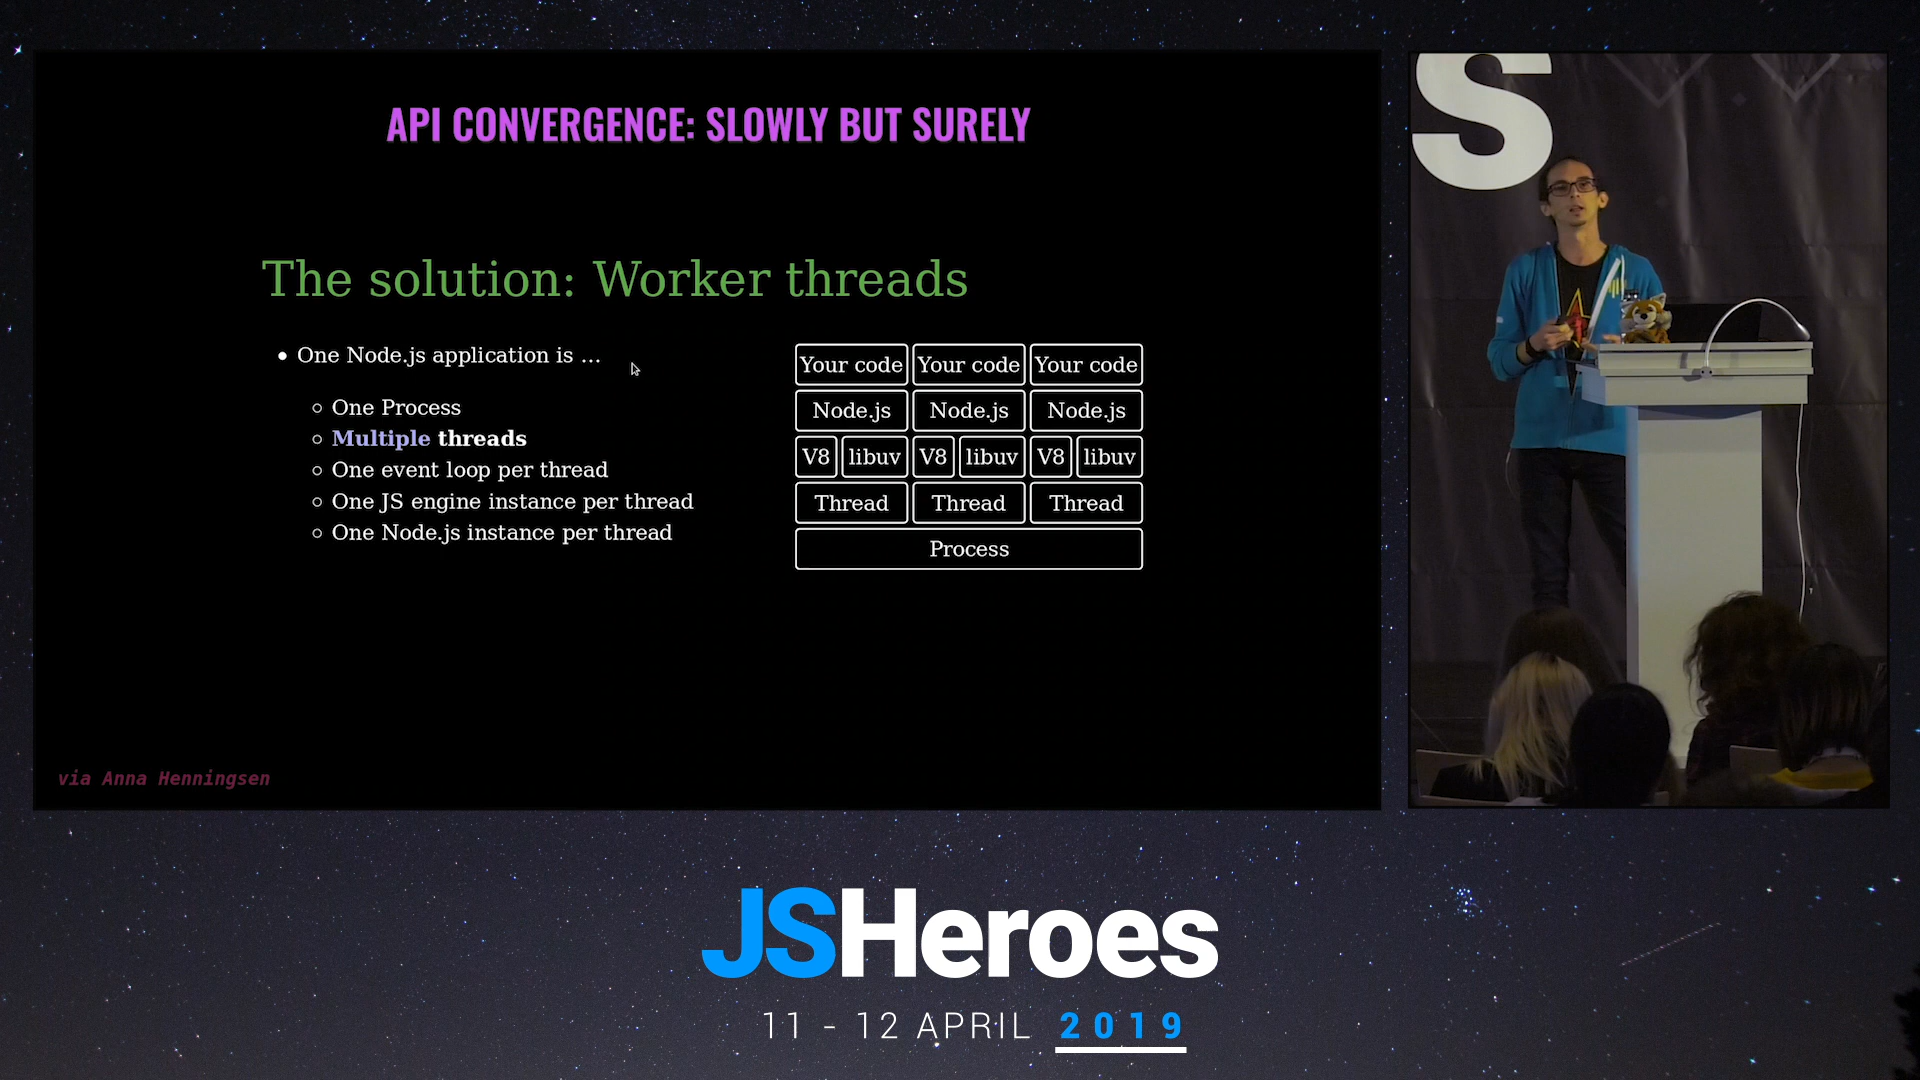 API CONVERGENCE: SLOWLY BUT SURELY
The solution: Worker threads
One Node.js application is ...
One Process
Multiple threads
One event loop per thread
One JS engine instance per thread
One Node.js instance per thread
Your code Your code Your code
Node.js Node.js Node.js
V8 libuv V8 libuv V8 libuv
Thread Thread Thread
Process
via Anna Henningsen
S
JSHeroes
11 - 12 APRIL 2019